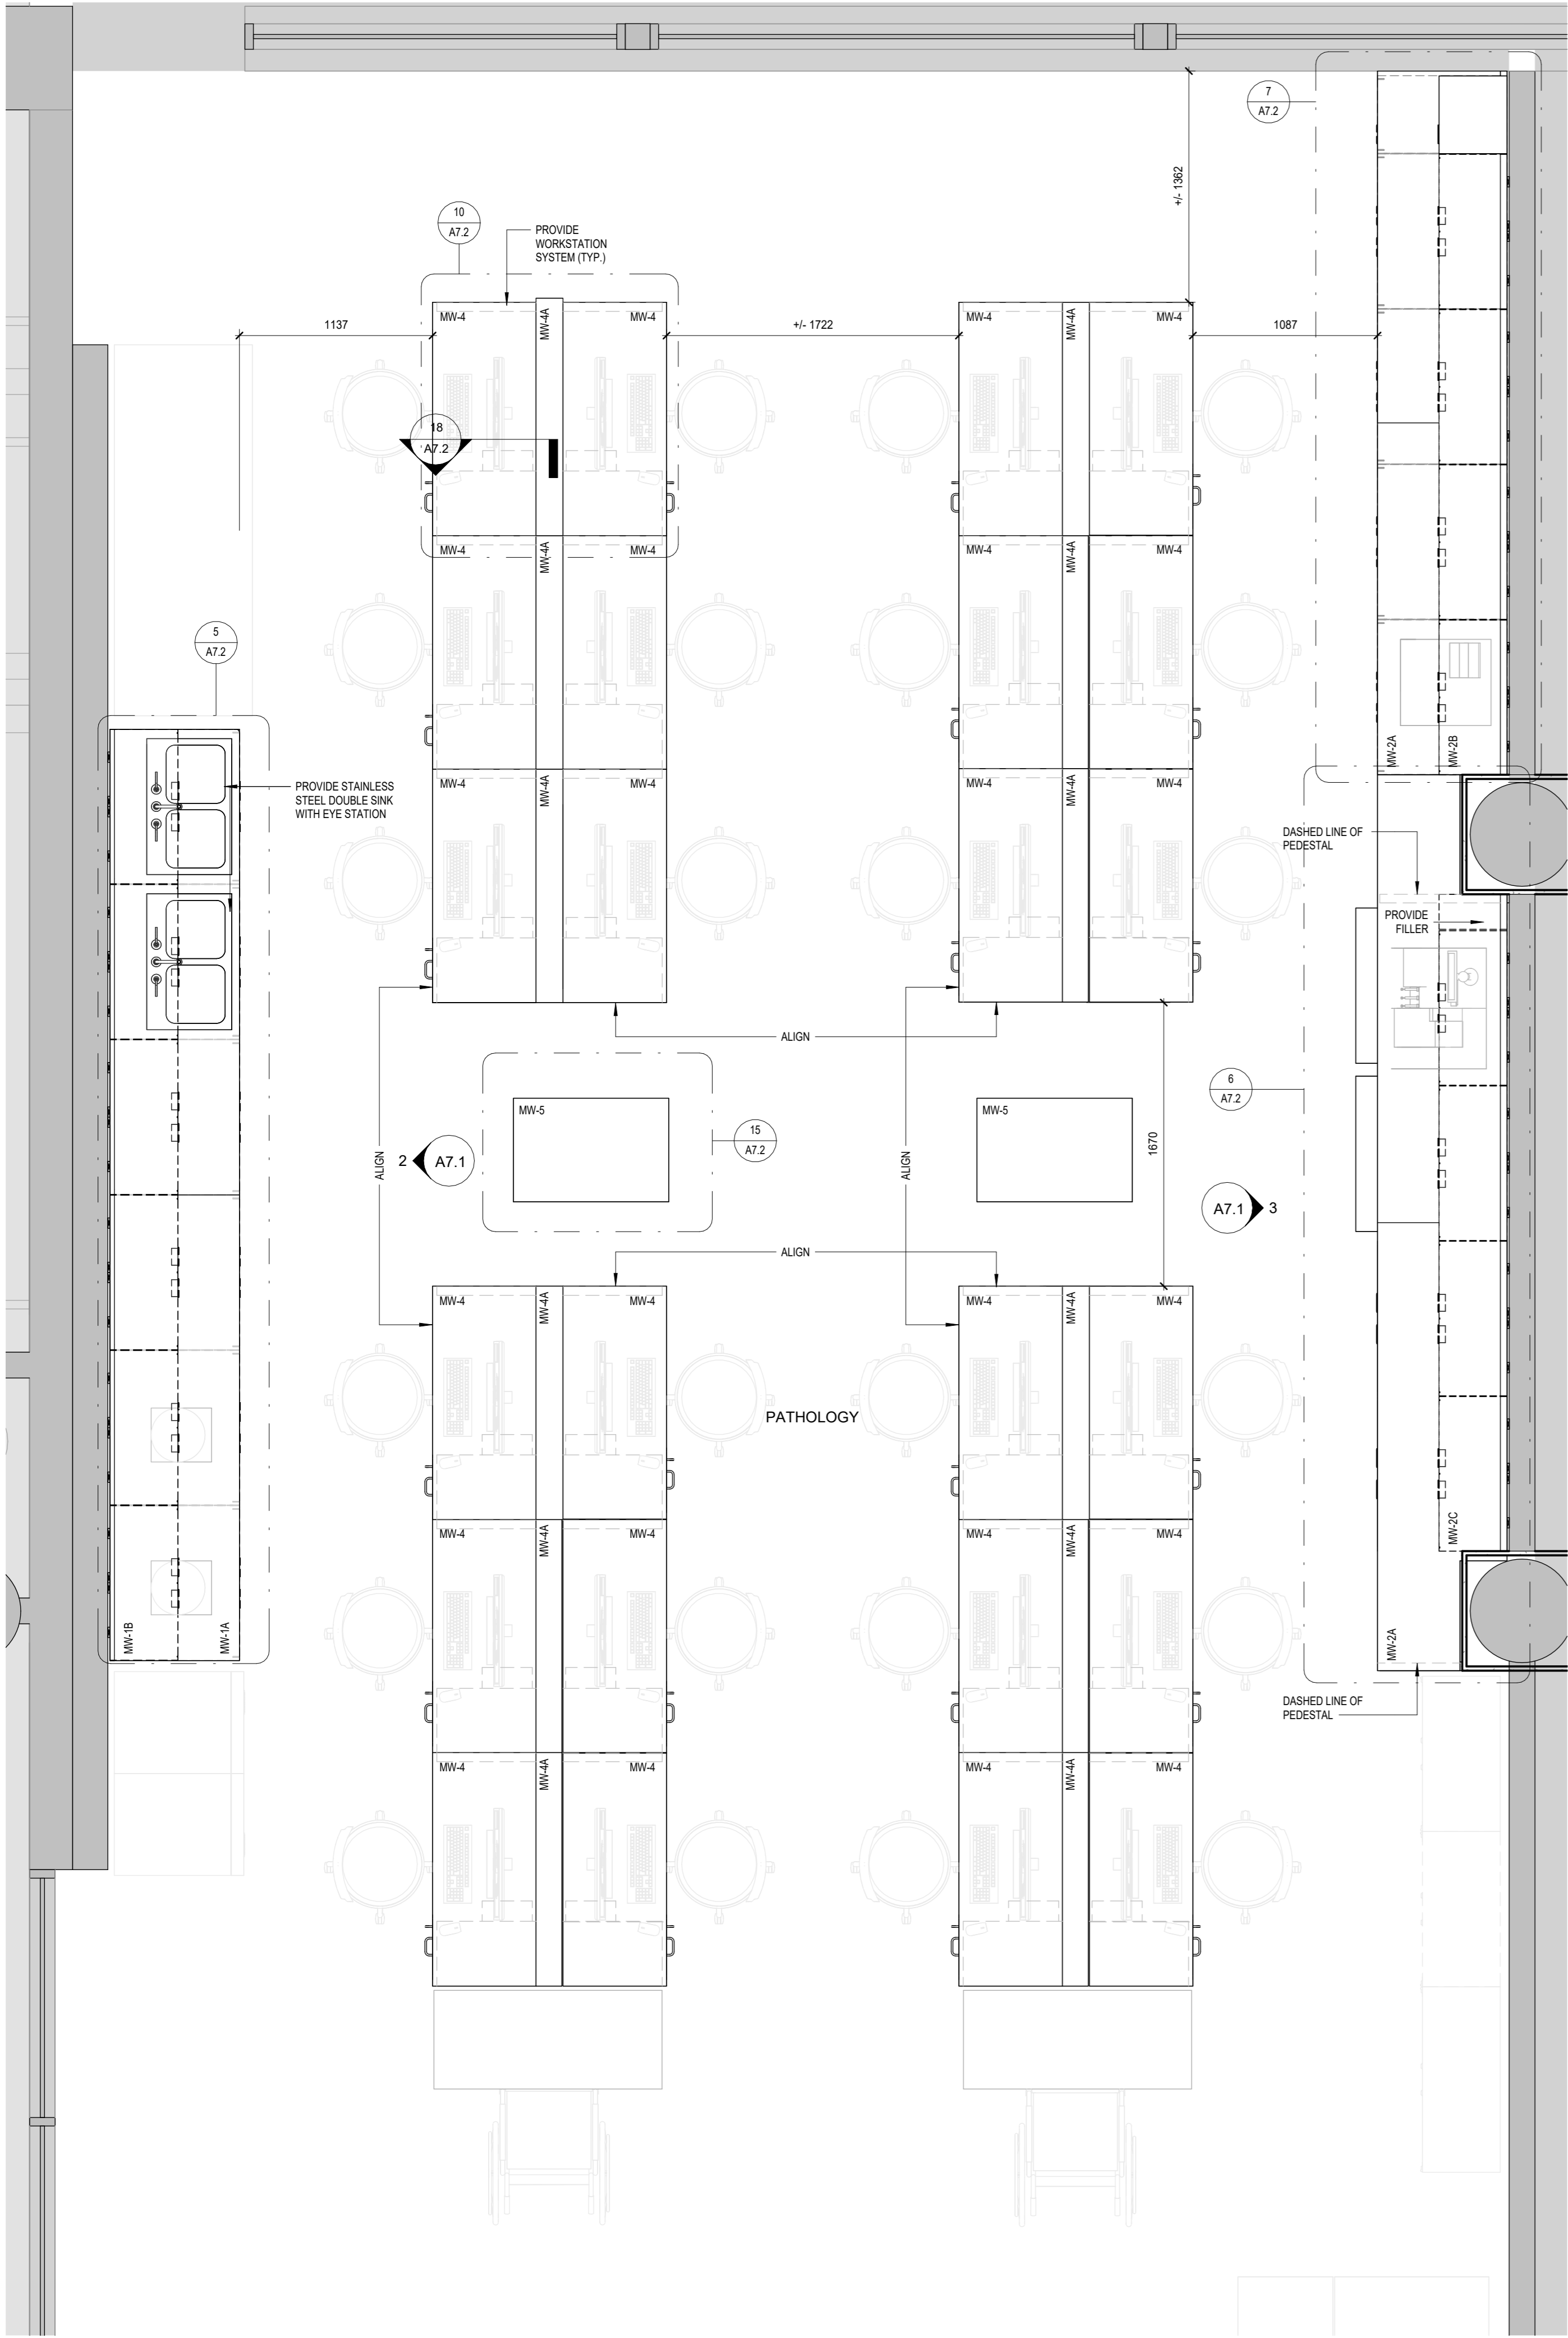 7
A7.2
+/- 1362
10
A7.2
PROVIDE
WORKSTATION
SYSTEM (TYP.)
1137
+/- 1722
1087
MW-4
MW-4A
MW-4
MW-4
MW-4A
MW-4
18
A7.2
MW-4
MW-4A
MW-4
MW-4
MW-4A
MW-4
5
A7.2
MW-2A
MW-2B
MW-4
MW-4A
MW-4
MW-4
MW-4A
MW-4
PROVIDE STAINLESS
STEEL DOUBLE SINK
WITH EYE STATION
DASHED LINE OF
PEDESTAL
PROVIDE
FILLER
ALIGN
6
A7.2
MW-5
MW-5
15
A7.2
1670
ALIGN
2
A7.1
ALIGN
A7.1
3
ALIGN
MW-4
MW-4A
MW-4
MW-4
MW-4A
MW-4
PATHOLOGY
MW-4
MW-4A
MW-4
MW-4
MW-4A
MW-4
MW-2C
MW-1B
MW-1A
MW-2A
DASHED LINE OF
PEDESTAL
MW-4
MW-4A
MW-4
MW-4
MW-4A
MW-4